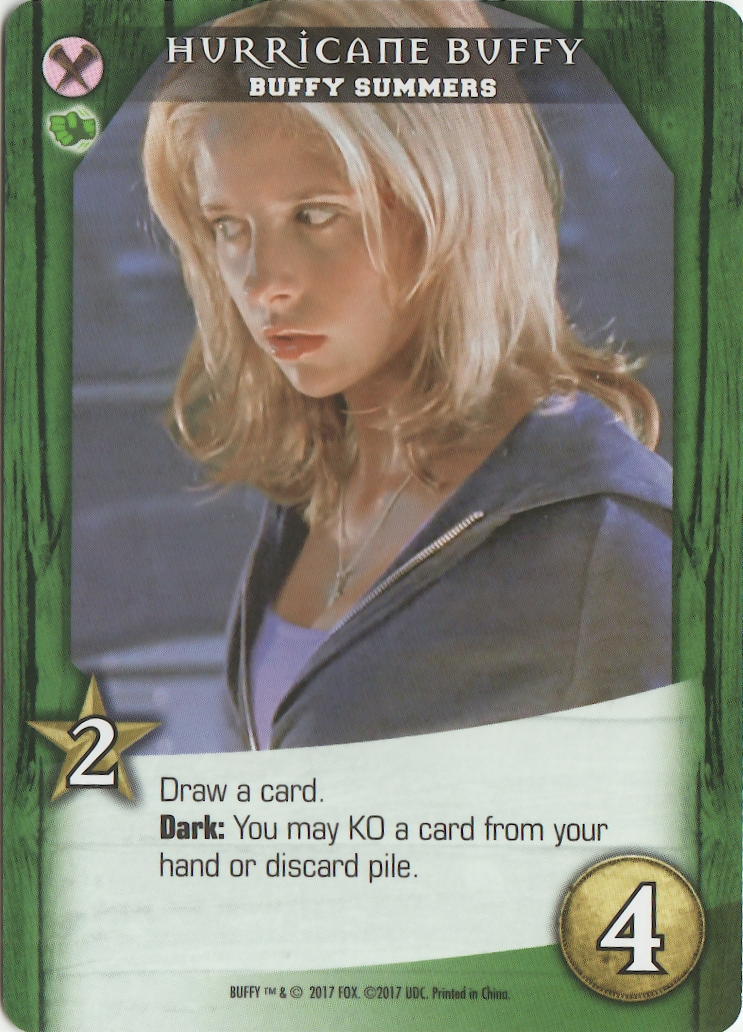 HURRICANE BUFFY
BUFFY SUMMERS
2
Draw a card.
Dark: You may KO a card from your
hand or discard pile.
4
BUFFY ™ & © 2017 FOX. ©2017 UDC. Printed in China.